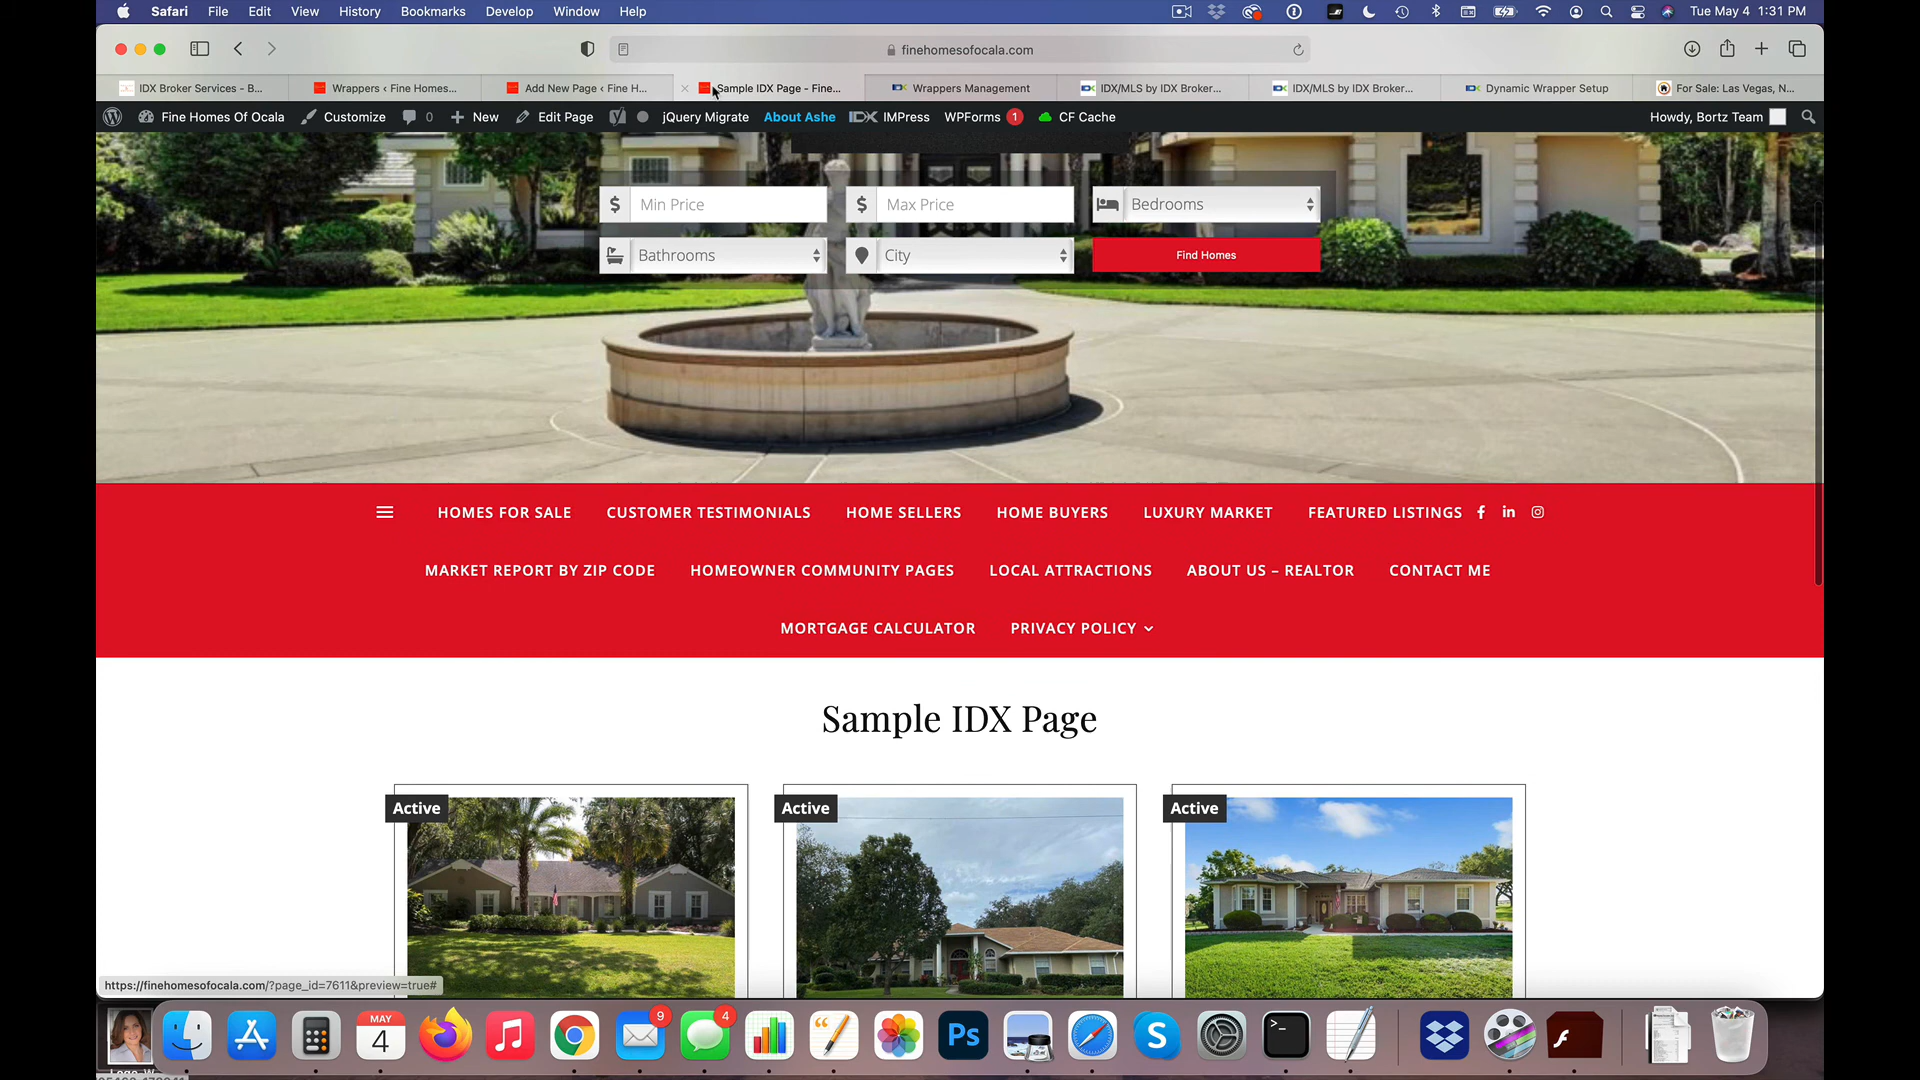 Safari File Edit View History Bookmarks Develop Window Help Tue May 4 1:31 PM
finehomesofocala.com
IDX Broker Services - B... Wrappers ‹ Fine Homes... Add New Page ‹ Fine H... Sample IDX Page - Fine... Wrappers Management IDX/MLS by IDX Broker... IDX/MLS by IDX Broker... Dynamic Wrapper Setup For Sale: Las Vegas, N...
Fine Homes Of Ocala Customize 0 New Edit Page jQuery Migrate About Ashe IDX IMPress WPForms 1 CF Cache Howdy, Bortz Team
$ Min Price $ Max Price Bedrooms
Bathrooms City Find Homes
HOMES FOR SALE CUSTOMER TESTIMONIALS HOME SELLERS HOME BUYERS LUXURY MARKET FEATURED LISTINGS
MARKET REPORT BY ZIP CODE HOMEOWNER COMMUNITY PAGES LOCAL ATTRACTIONS ABOUT US – REALTOR CONTACT ME
MORTGAGE CALCULATOR PRIVACY POLICY
Sample IDX Page
Active Active Active
https://finehomesofocala.com/?page_id=7611&preview=true#
MAY 4 9 4 Ps